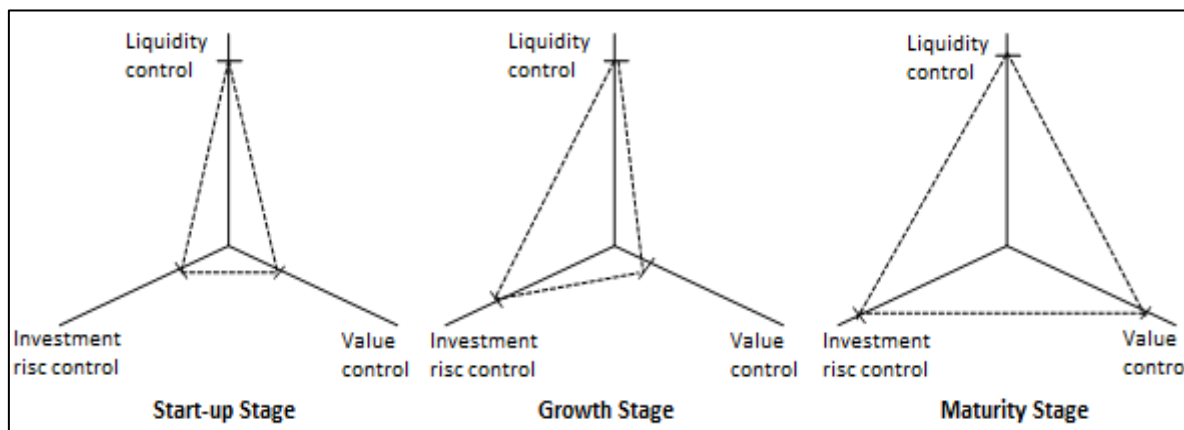 Liquidity
control
Investment
risc control
Value
control
Start-up Stage
Liquidity
control
Investment
risc control
Value
control
Growth Stage
Liquidity
control
Investment
risc control
Value
contro
Maturity Stage